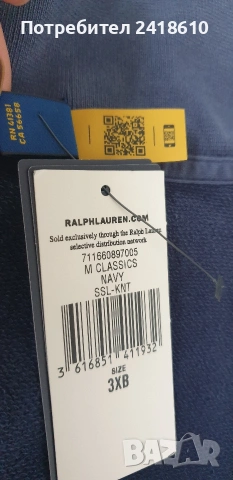 Потребител 2418610
RN 41381
CA 56658
RALPHLAUREN.COM
Sold exclusively through the Ralph Lauren
selective distribution network
711660897005
M CLASSICS
NAVY
SSL-KNT
3 616851 411932
SIZE
3XB
BAZAR